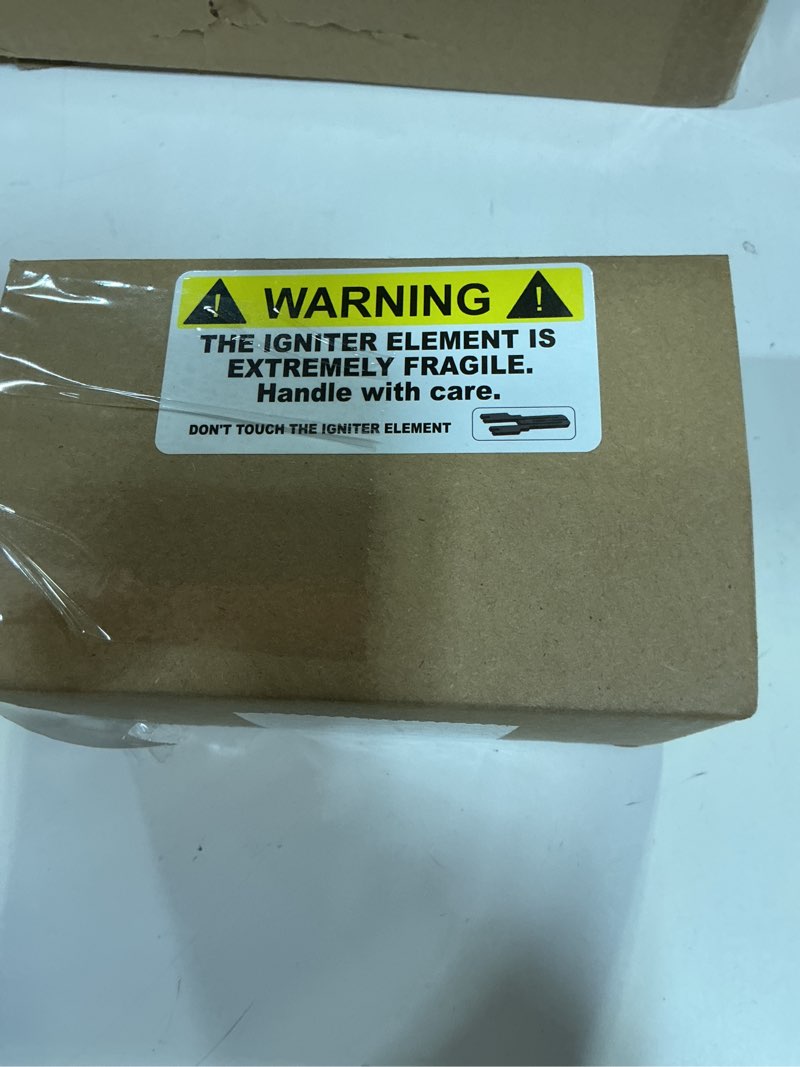 WARNING
THE IGNITER ELEMENT IS
EXTREMELY FRAGILE.
Handle with care.
DON'T TOUCH THE IGNITER ELEMENT